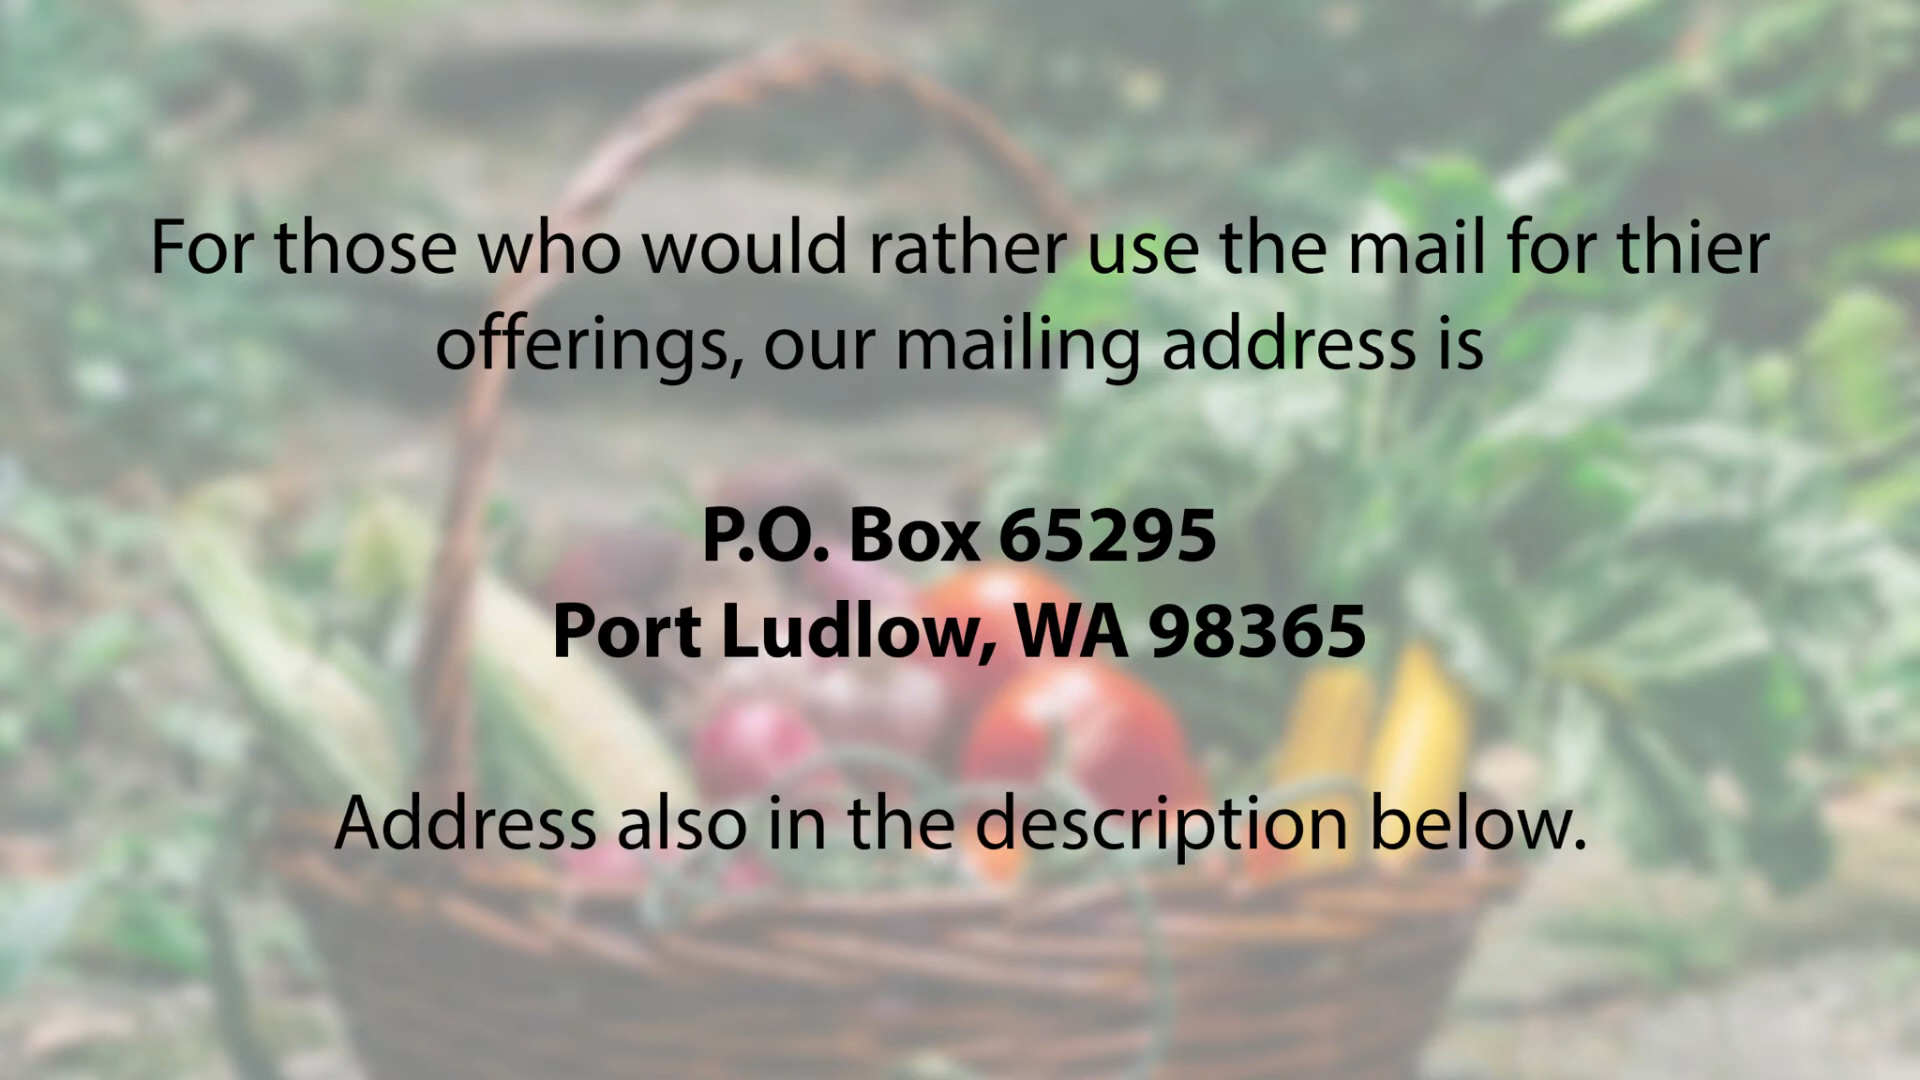 For those who would rather use the mail for thier
offerings, our mailing address is
P.O. Box 65295
Port Ludlow, WA 98365
Address also in the description below.